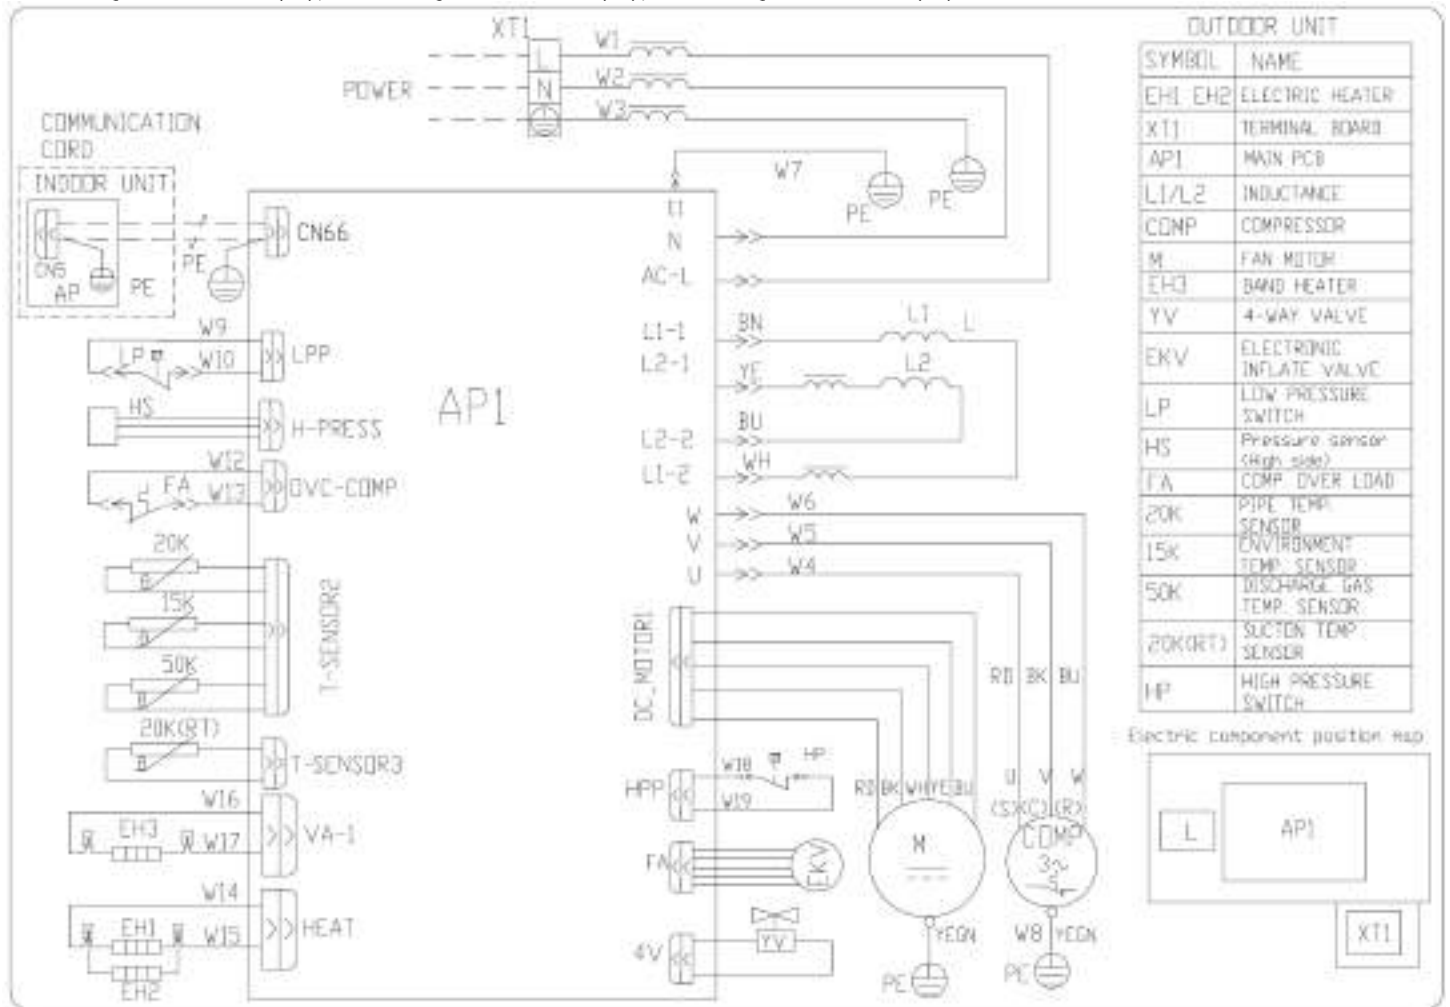 XT1
POWER
L
N
W1
W2
W3
COMMUNICATION
CORD
INDOOR UNIT
CN5
AP
PE
PE
CN66
W7
PE
PE
E1
N
AC-L
AP1
W9
LP
W10
LPP
HS
H-PRESS
W12
FA
W13
OVC-COMP
20K
15K
50K
T-SENSOR2
20K(RT)
T-SENSOR3
W16
EH3
W17
VA-1
W14
EH1
W15
HEAT
EH2
L1-1
BN
L1
L
L2-1
YE
L2
L2-2
BU
L1-2
WH
W
W6
V
W5
U
W4
DC_MOTOR1
RD BK BU
HPP
W18
HP
W19
RD BK WH YE BU
U V W
(S) (C) (R)
M
COMP
3~
FA
EKV
4V
YV
YEGN
W8
YEGN
PE
PE
OUTDOOR UNIT
SYMBOL NAME
EH1 EH2 ELECTRIC HEATER
XT1 TERMINAL BOARD
AP1 MAIN PCB
L1/L2 INDUCTANCE
COMP COMPRESSOR
M FAN MOTOR
EH3 BAND HEATER
YV 4-WAY VALVE
EKV ELECTRONIC
INFLATE VALVE
LP LOW PRESSURE
SWITCH
HS Pressure sensor
(High side)
FA COMP OVER LOAD
20K PIPE TEMP.
SENSOR
15K ENVIRONMENT
TEMP. SENSOR
50K DISCHARGE GAS
TEMP. SENSOR
20K(RT) SUCTON TEMP
SENSOR
HP HIGH PRESSURE
SWITCH
Electric component position map
L
AP1
XT1